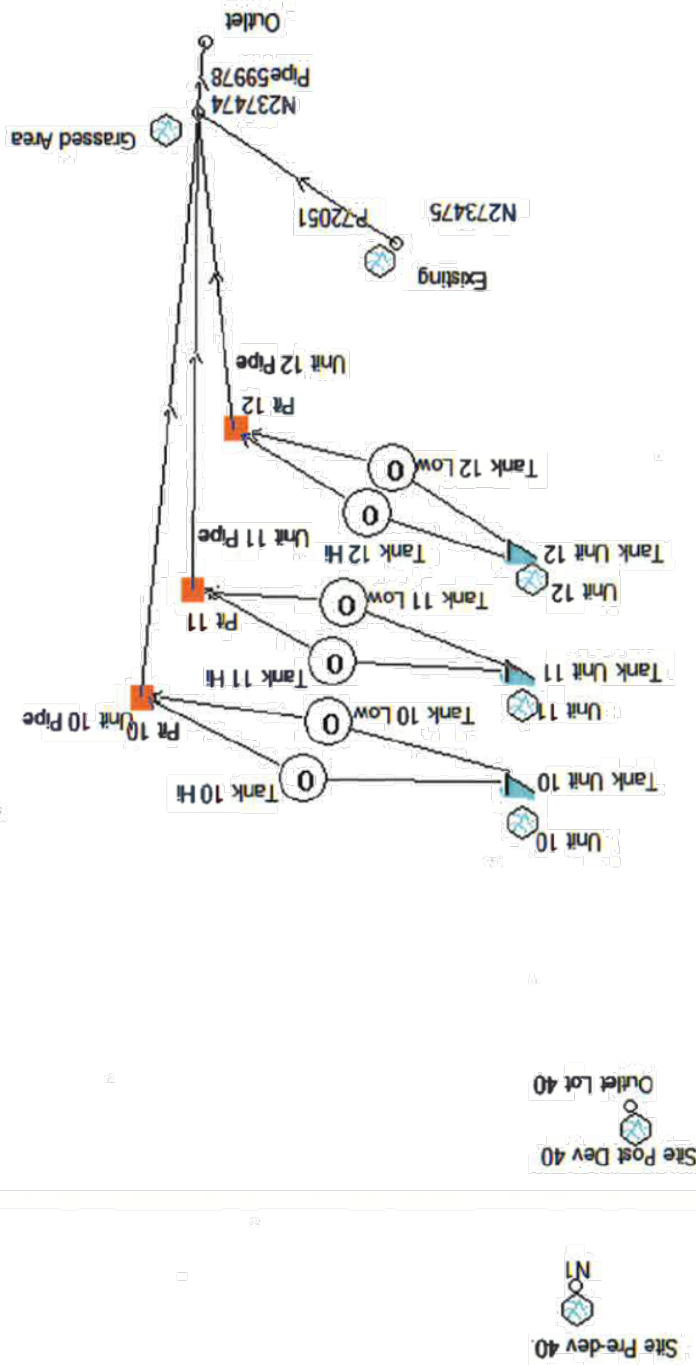 Site Pre-dev 40.
N1
Site Post Dev 40
Outlet Lot 40
Unit 10
Tank Unit 10
0
Tank 10 Hi
Tank 10 Low
0
Pit 10
Unit 10 Pipe
Unit 11
Tank Unit 11
0
Tank 11 Hi
Tank 11 Low
0
Pit 11
Unit 11 Pipe
Unit 12
Tank Unit 12
Tank 12 Hi
0
Tank 12 Low
0
Pit 12
Unit 12 Pipe
Existing
N273475
P-72051
Grassed Area
N237474
Pipe59978
Outlet